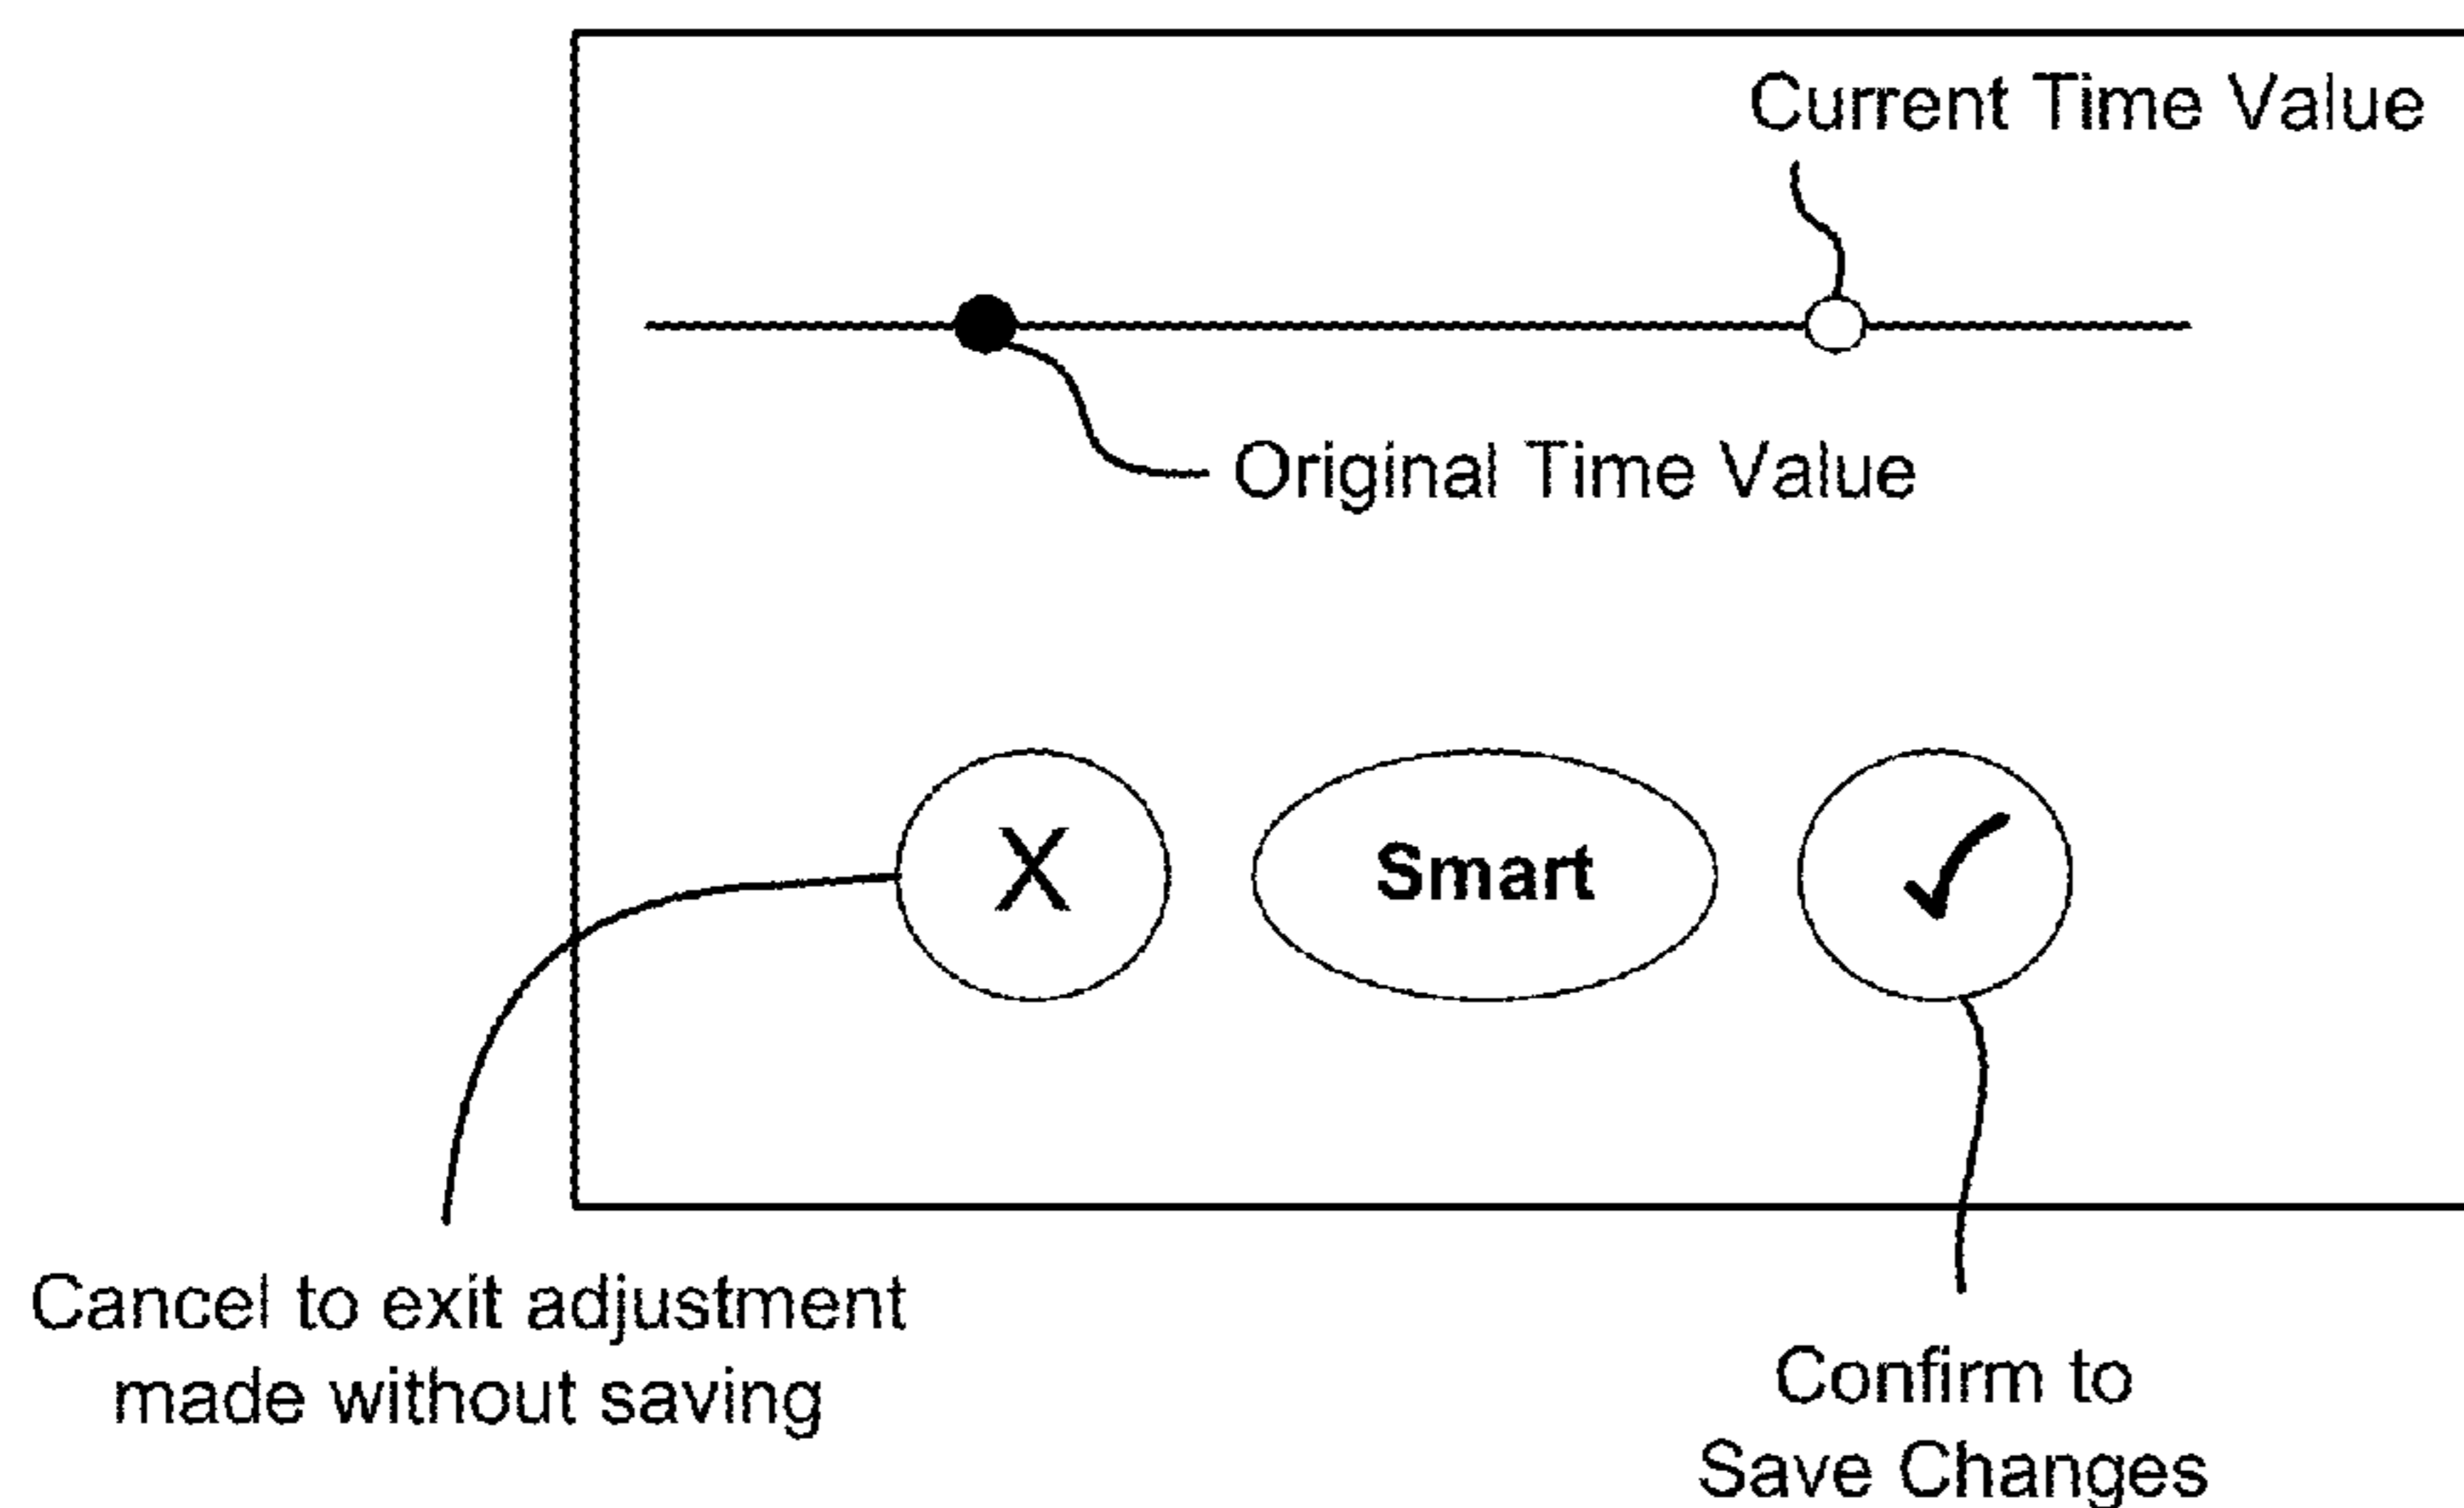 Current Time Value
Original Time Value
X
Smart
✓
Cancel to exit adjustment
made without saving
Confirm to
Save Changes